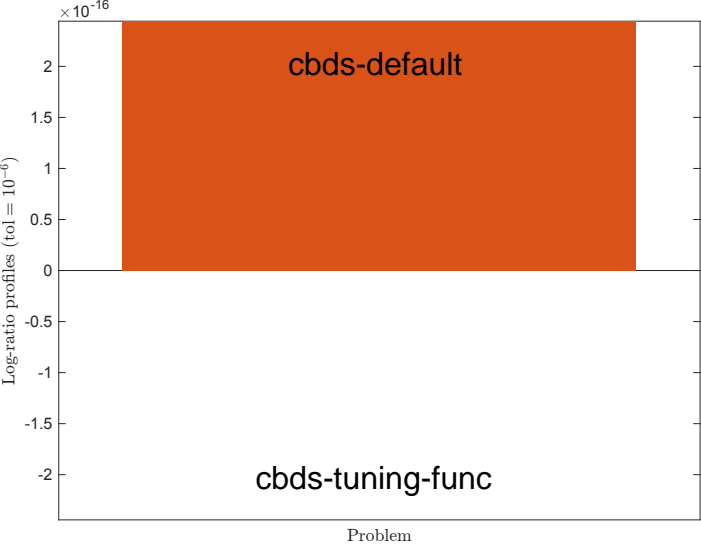 ×10⁻¹⁶
2
1.5
1
0.5
0
-0.5
-1
-1.5
-2
Log-ratio profiles (tol = 10⁻⁶)
cbds-default
cbds-tuning-func
Problem